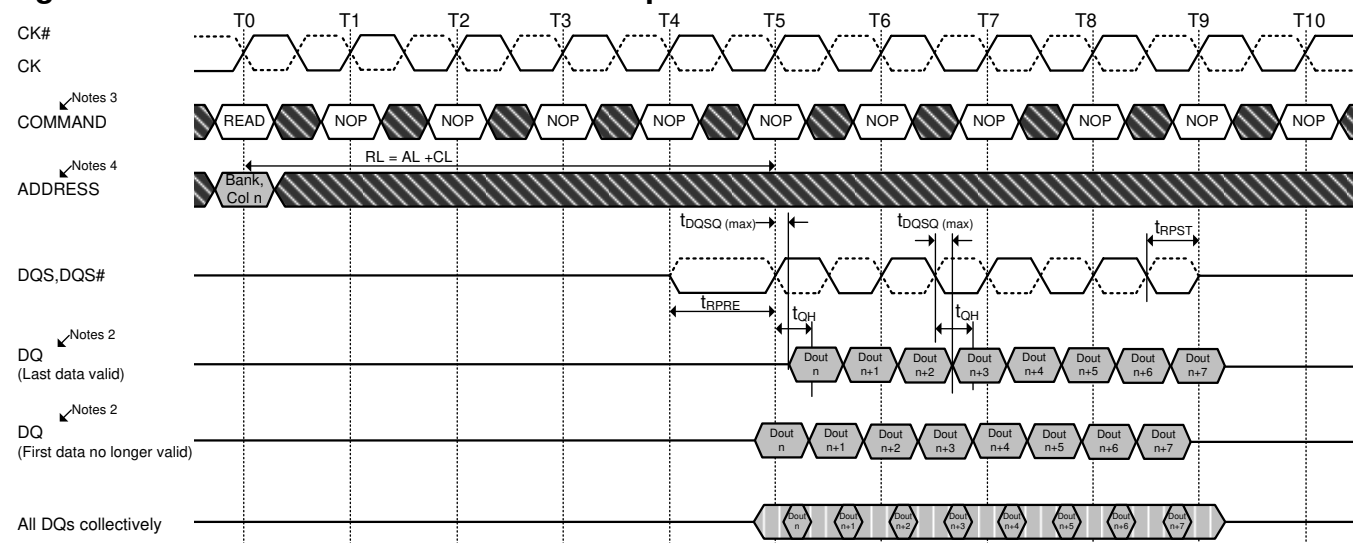 T0 T1 T2 T3 T4 T5 T6 T7 T8 T9 T10
CK#
CK
Notes 3
COMMAND
READ NOP NOP NOP NOP NOP NOP NOP NOP NOP NOP
RL = AL +CL
Notes 4
ADDRESS
Bank,
Col n
tDQSQ (max) tDQSQ (max) tRPST
DQS,DQS#
tRPRE tQH tQH
Notes 2
DQ
(Last data valid)
Dout n Dout n+1 Dout n+2 Dout n+3 Dout n+4 Dout n+5 Dout n+6 Dout n+7
Notes 2
DQ
(First data no longer valid)
Dout n Dout n+1 Dout n+2 Dout n+3 Dout n+4 Dout n+5 Dout n+6 Dout n+7
All DQs collectively
Dout n Dout n+1 Dout n+2 Dout n+3 Dout n+4 Dout n+5 Dout n+6 Dout n+7